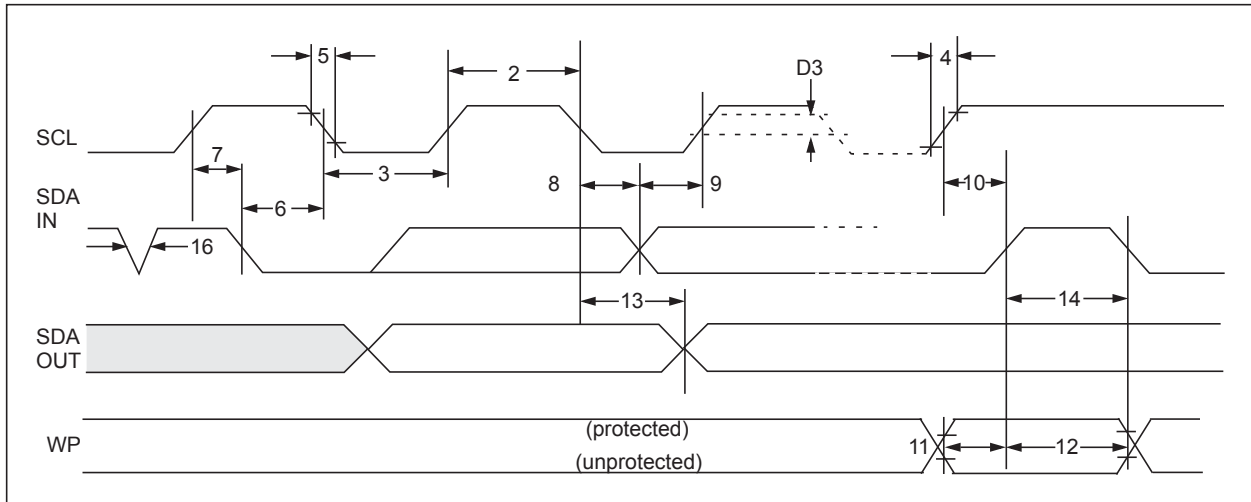 5
2
D3
4
SCL
7
3
8
9
10
SDA
IN
6
16
13
14
SDA
OUT
WP
(protected)
(unprotected)
11
12